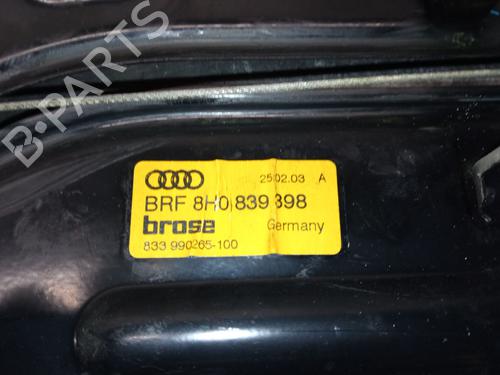 B-PARTS
25.02.03 A
BRF 8H0 839 398
brose Germany
833 990265-100